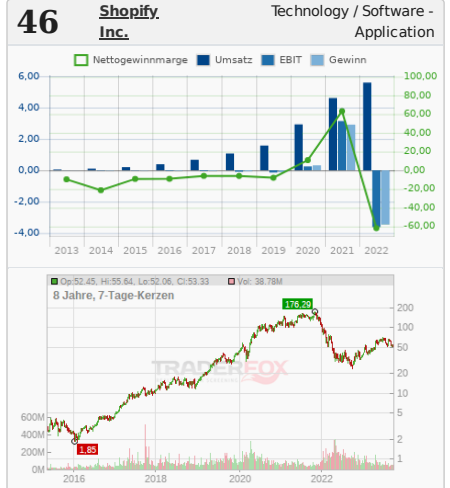 46
Shopify
Inc.
Technology / Software -
Application
Nettogewinnmarge Umsatz EBIT Gewinn
6,00 100,00
80,00
4,00 60,00
40,00
2,00 20,00
0,00 0,00
-20,00
-2,00 -40,00
-4,00 -60,00
2013 2014 2015 2016 2017 2018 2019 2020 2021 2022
Op:52.45, Hi:55.64, Lo:52.06, Cl:53.33 Vol: 38.78M
8 Jahre, 7-Tage-Kerzen
176,29
200
100
50
TRADERFOX
20
10
5
600M
400M 2
1,85
200M 1
0M
2016 2018 2020 2022